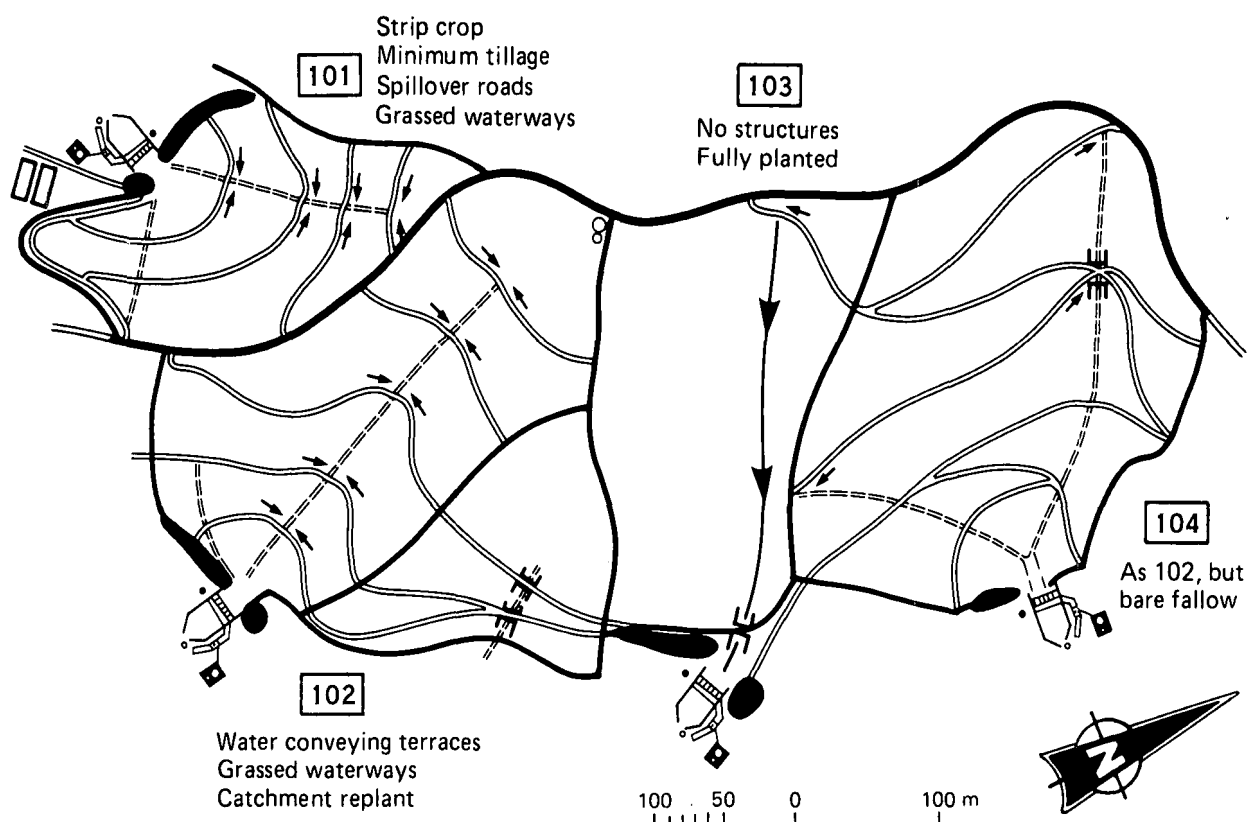 101
Strip crop
Minimum tillage
Spillover roads
Grassed waterways
103
No structures
Fully planted
104
As 102, but
bare fallow
102
Water conveying terraces
Grassed waterways
Catchment replant
100 50 0 100 m
N